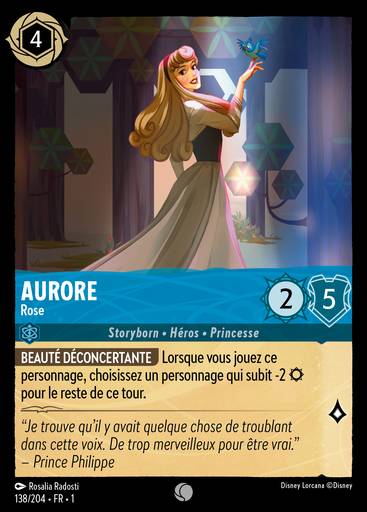 4
AURORE
Rose
2
5
Storyborn • Héros • Princesse
BEAUTÉ DÉCONCERTANTE Lorsque vous jouez ce
personnage, choisissez un personnage qui subit -2
pour le reste de ce tour.
“Je trouve qu’il y avait quelque chose de troublant
dans cette voix. De trop merveilleux pour être vrai.”
– Prince Philippe
Rosalia Radosti
Disney Lorcana ©Disney
138/204 • FR • 1